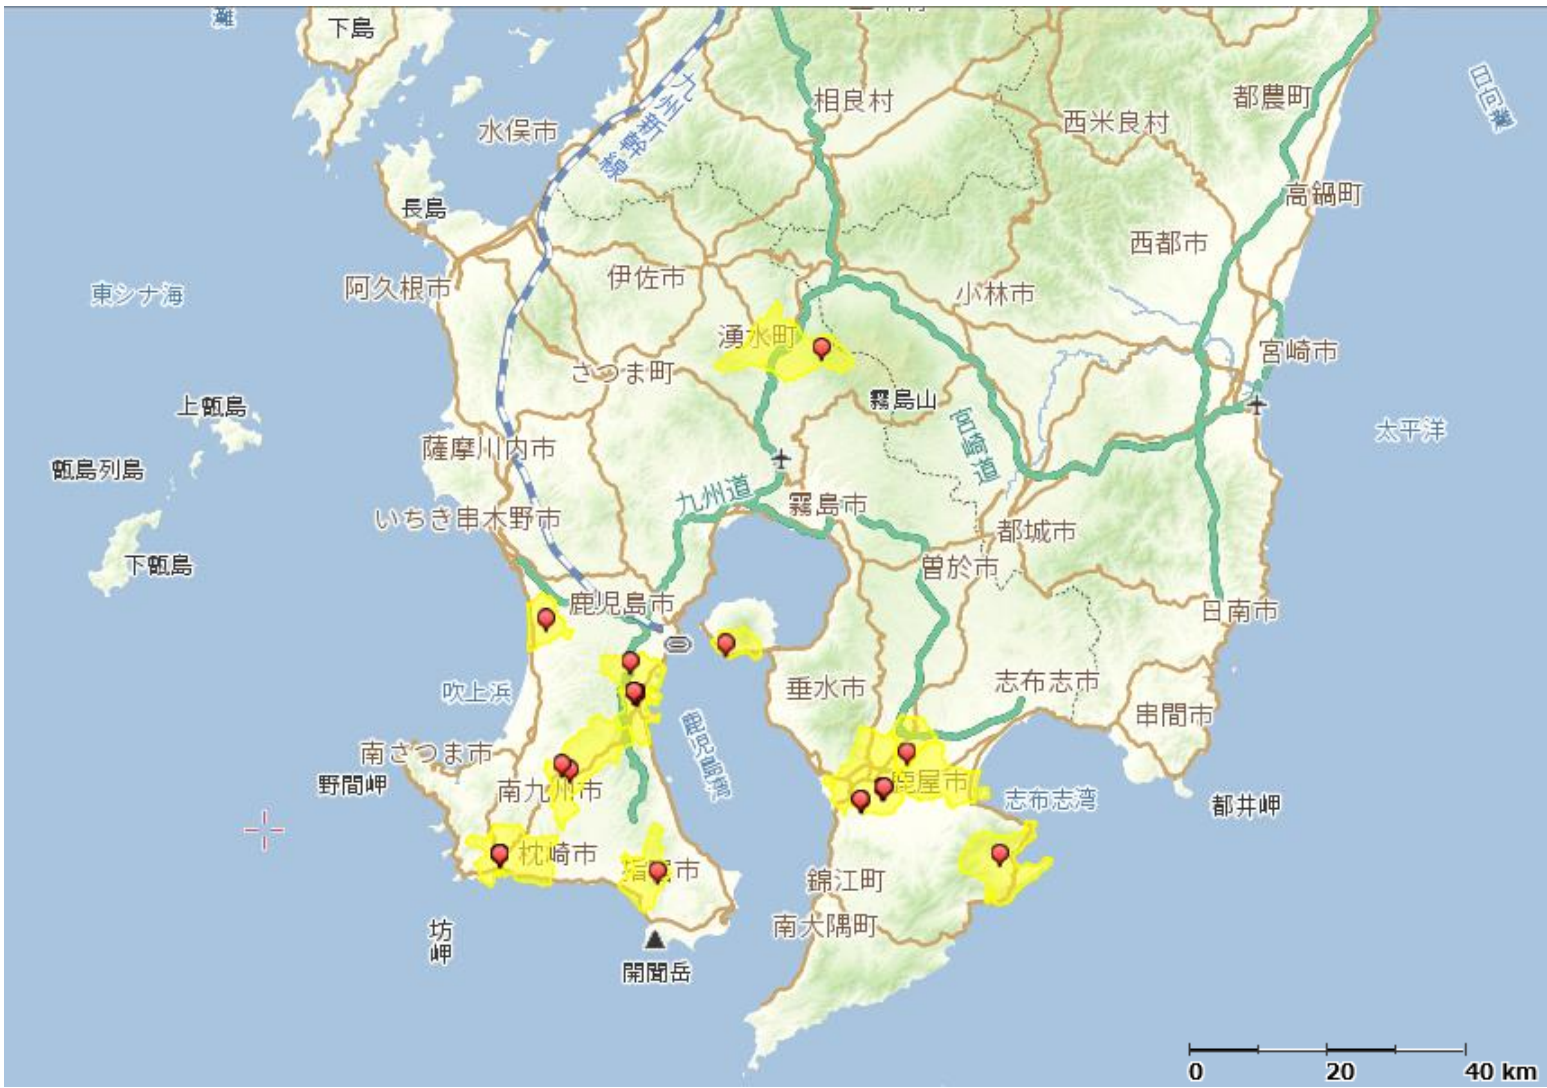 灘
下島
相良村
都農町
日向灘
水俣市
九州新幹線
西米良村
高鍋町
長島
西都市
伊佐市
阿久根市
東シナ海
小林市
湧水町
宮崎市
さつま町
霧島山
上甑島
宮崎道
太平洋
薩摩川内市
甑島列島
九州道
霧島市
いちき串木野市
都城市
下甑島
曽於市
鹿児島市
日南市
吹上浜
垂水市
志布志市
串間市
鹿児島湾
南さつま市
野間岬
南九州市
鹿屋市
志布志湾
都井岬
枕崎市
指宿市
錦江町
南大隅町
坊岬
開聞岳
0 20 40 km